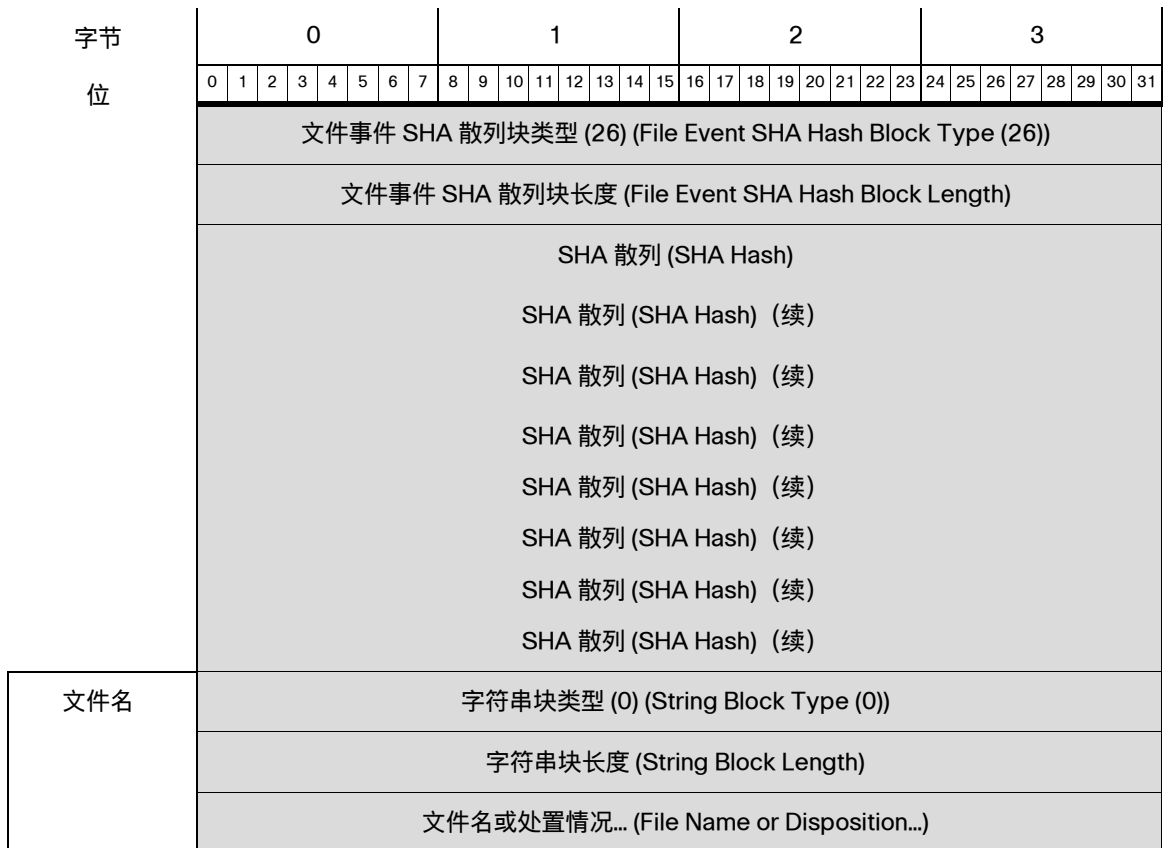 字节 0 1 2 3
位 0 1 2 3 4 5 6 7 8 9 10 11 12 13 14 15 16 17 18 19 20 21 22 23 24 25 26 27 28 29 30 31
文件事件 SHA 散列块类型 (26) (File Event SHA Hash Block Type (26))
文件事件 SHA 散列块长度 (File Event SHA Hash Block Length)
SHA 散列 (SHA Hash)
SHA 散列 (SHA Hash)（续）
SHA 散列 (SHA Hash)（续）
SHA 散列 (SHA Hash)（续）
SHA 散列 (SHA Hash)（续）
SHA 散列 (SHA Hash)（续）
SHA 散列 (SHA Hash)（续）
SHA 散列 (SHA Hash)（续）
文件名 字符串块类型 (0) (String Block Type (0))
字符串块长度 (String Block Length)
文件名或处置情况... (File Name or Disposition...)